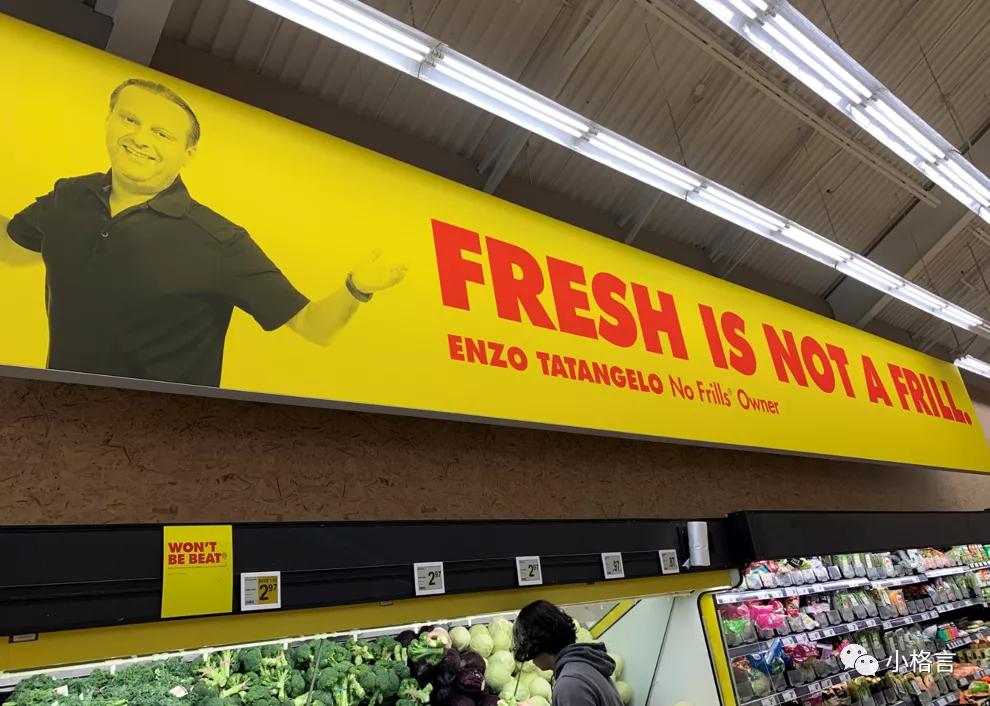 FRESH IS NOT A FRILL.
ENZO TATANGELO No Frills® Owner
WON'T
BE BEAT®
2.97
2.97
2.97
.97
小格言